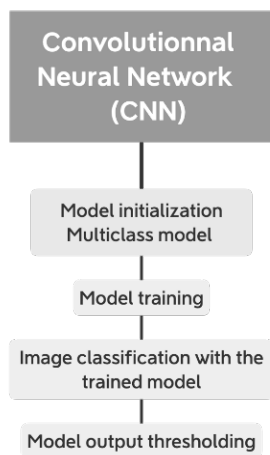 Convolutionnal
Neural Network
(CNN)
Model initialization
Multiclass model
Model training
Image classification with the
trained model
Model output thresholding